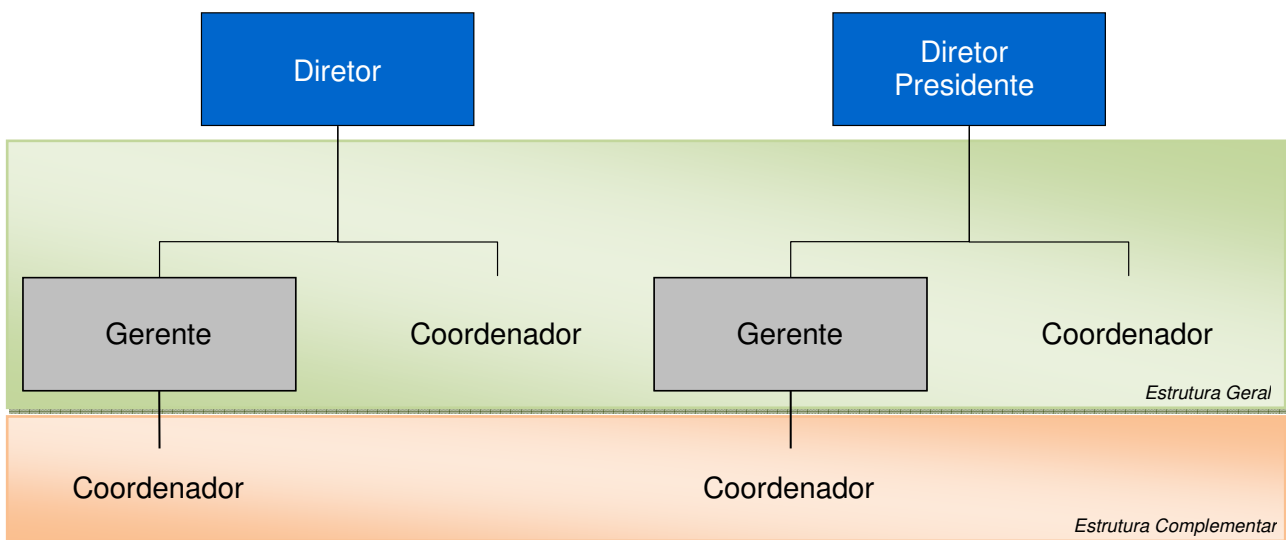 Diretor
Diretor
Presidente
Gerente
Coordenador
Gerente
Coordenador
Estrutura Geral
Coordenador
Coordenador
Estrutura Complementar